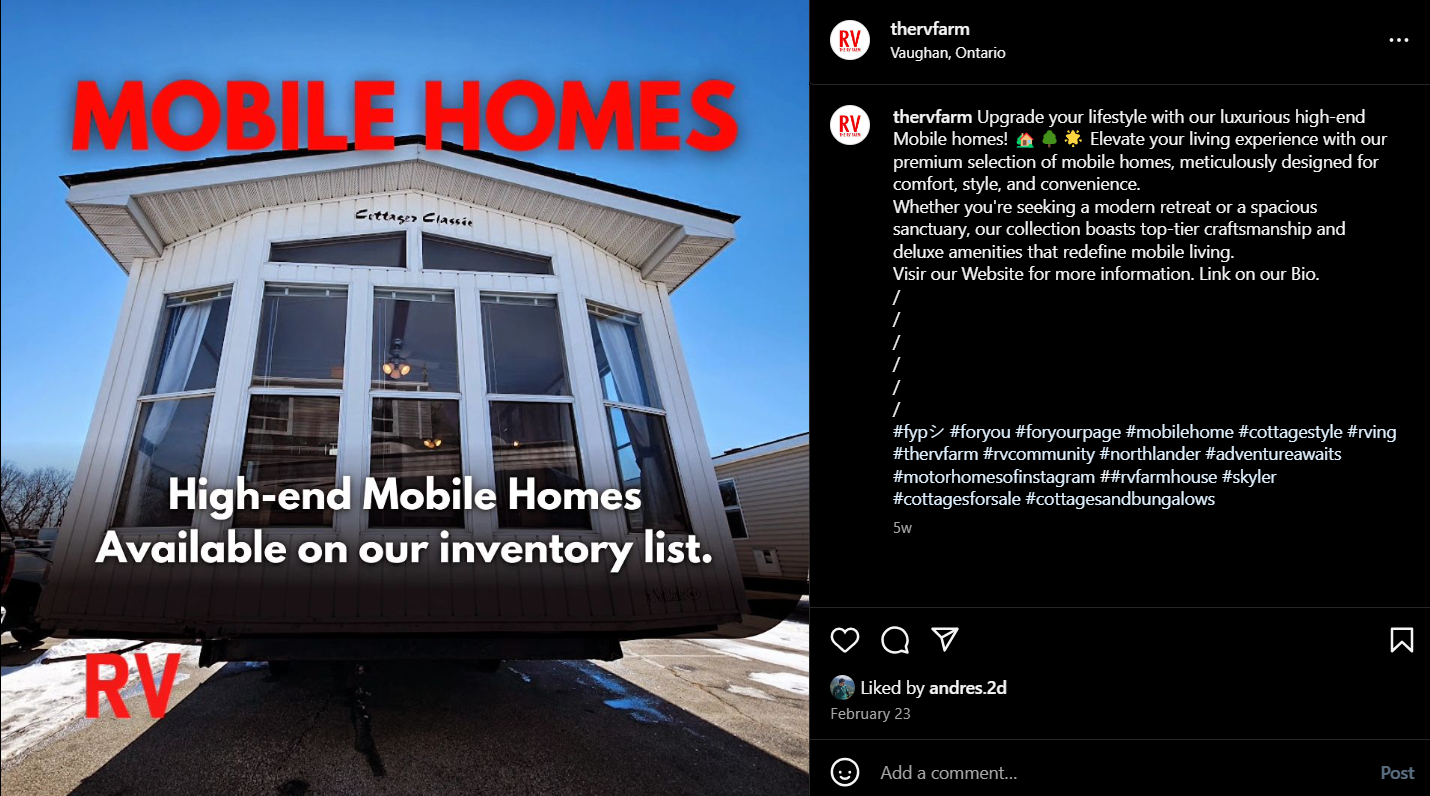 MOBILE HOMES
Cottager Classic
High-end Mobile Homes
Available on our inventory list.
RV
RV
thervfarm
Vaughan, Ontario
RV
thervfarm Upgrade your lifestyle with our luxurious high-end
Mobile homes! 🏡 🌳 🌟 Elevate your living experience with our
premium selection of mobile homes, meticulously designed for
comfort, style, and convenience.
Whether you're seeking a modern retreat or a spacious
sanctuary, our collection boasts top-tier craftsmanship and
deluxe amenities that redefine mobile living.
Visir our Website for more information. Link on our Bio.
/
/
/
/
/
/
#fypシ #foryou #foryourpage #mobilehome #cottagestyle #rving
#thervfarm #rvcommunity #northlander #adventureawaits
#motorhomesofinstagram ##rvfarmhouse #skyler
#cottagesforsale #cottagesandbungalows
5w
Liked by andres.2d
February 23
Add a comment...
Post